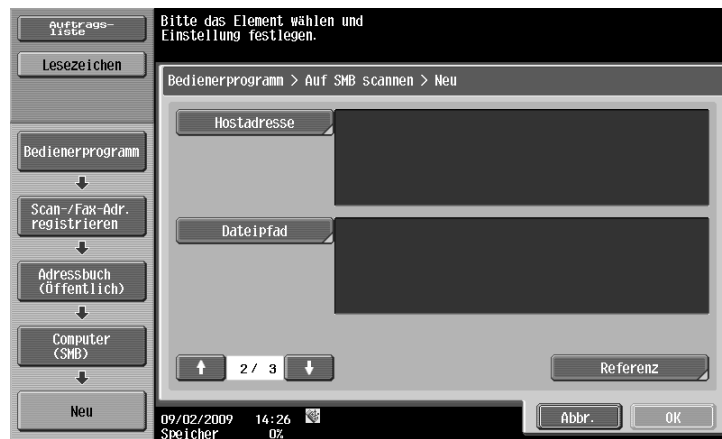 Auftrags-
liste
Lesezeichen
Bedienerprogramm
Scan-/Fax-Adr.
registrieren
Adressbuch
(Öffentlich)
Computer
(SMB)
Neu
Bitte das Element wählen und
Einstellung festlegen.
Bedienerprogramm > Auf SMB scannen > Neu
Hostadresse
Dateipfad
2/ 3
Referenz
09/02/2009 14:26
Speicher 0%
Abbr.
OK